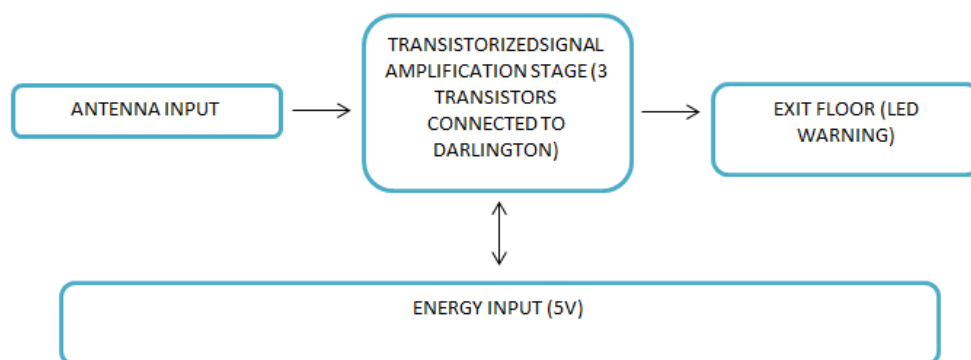 ANTENNA INPUT
TRANSISTORIZEDSIGNAL
AMPLIFICATION STAGE (3
TRANSISTORS
CONNECTED TO
DARLINGTON)
EXIT FLOOR (LED
WARNING)
ENERGY INPUT (5V)